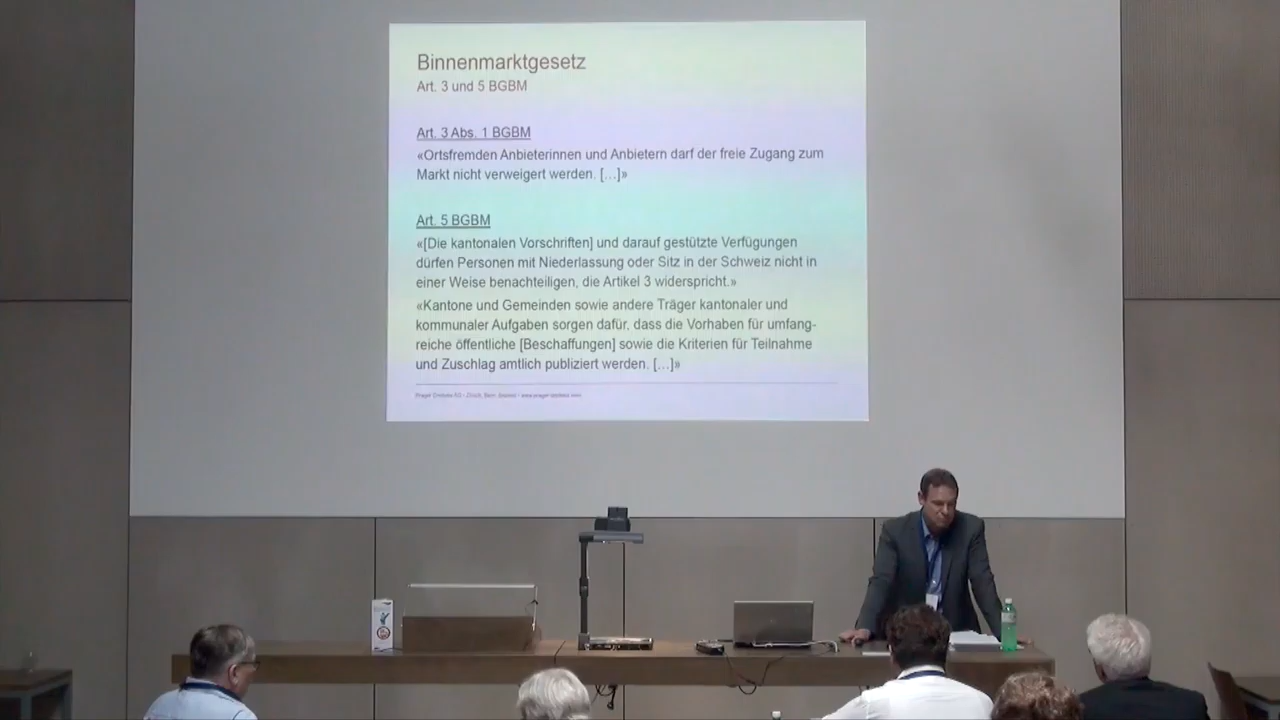 Binnenmarktgesetz
Art. 3 und 5 BGBM
Art. 3 Abs. 1 BGBM
«Ortsfremden Anbieterinnen und Anbietern darf der freie Zugang zum
Markt nicht verweigert werden. […]»
Art. 5 BGBM
«[Die kantonalen Vorschriften] und darauf gestützte Verfügungen
dürfen Personen mit Niederlassung oder Sitz in der Schweiz nicht in
einer Weise benachteiligen, die Artikel 3 widerspricht.»
«Kantone und Gemeinden sowie andere Träger kantonaler und
kommunaler Aufgaben sorgen dafür, dass die Vorhaben für umfang-
reiche öffentliche [Beschaffungen] sowie die Kriterien für Teilnahme
und Zuschlag amtlich publiziert werden. […]»